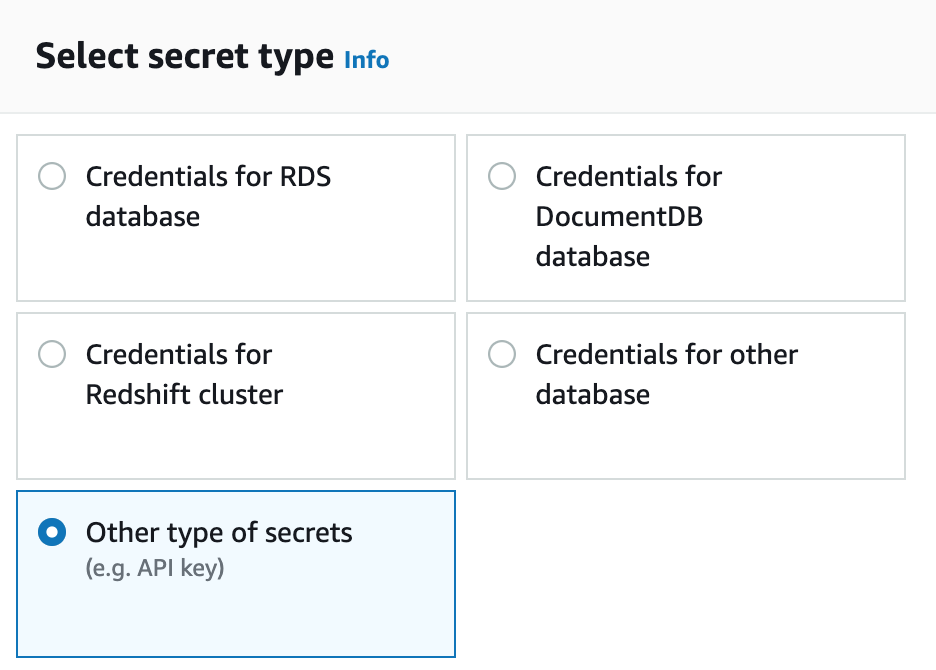 Select secret type Info
Credentials for RDS
database
Credentials for
DocumentDB
database
Credentials for
Redshift cluster
Credentials for other
database
Other type of secrets
(e.g. API key)